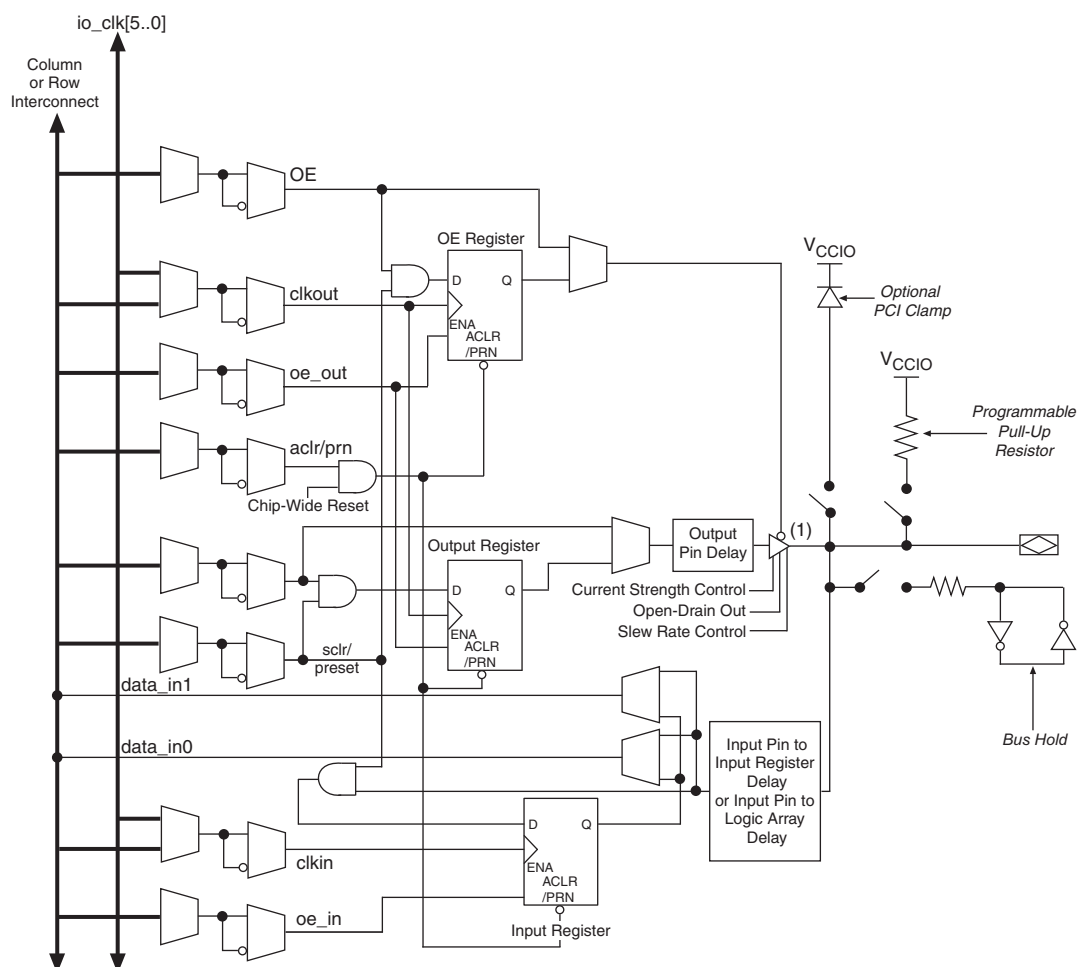 io_clk[5..0]
Column
or Row
Interconnect
OE
OE Register
D
Q
ENA
ACLR
/PRN
clkout
oe_out
aclr/prn
Chip-Wide Reset
VCCIO
Optional
PCI Clamp
VCCIO
Programmable
Pull-Up
Resistor
Output Register
D
Q
ENA
ACLR
/PRN
Output
Pin Delay
(1)
Current Strength Control
Open-Drain Out
Slew Rate Control
sclr/
preset
data_in1
data_in0
Input Pin to
Input Register
Delay
or Input Pin to
Logic Array
Delay
Bus Hold
D
Q
ENA
ACLR
/PRN
clkin
oe_in
Input Register